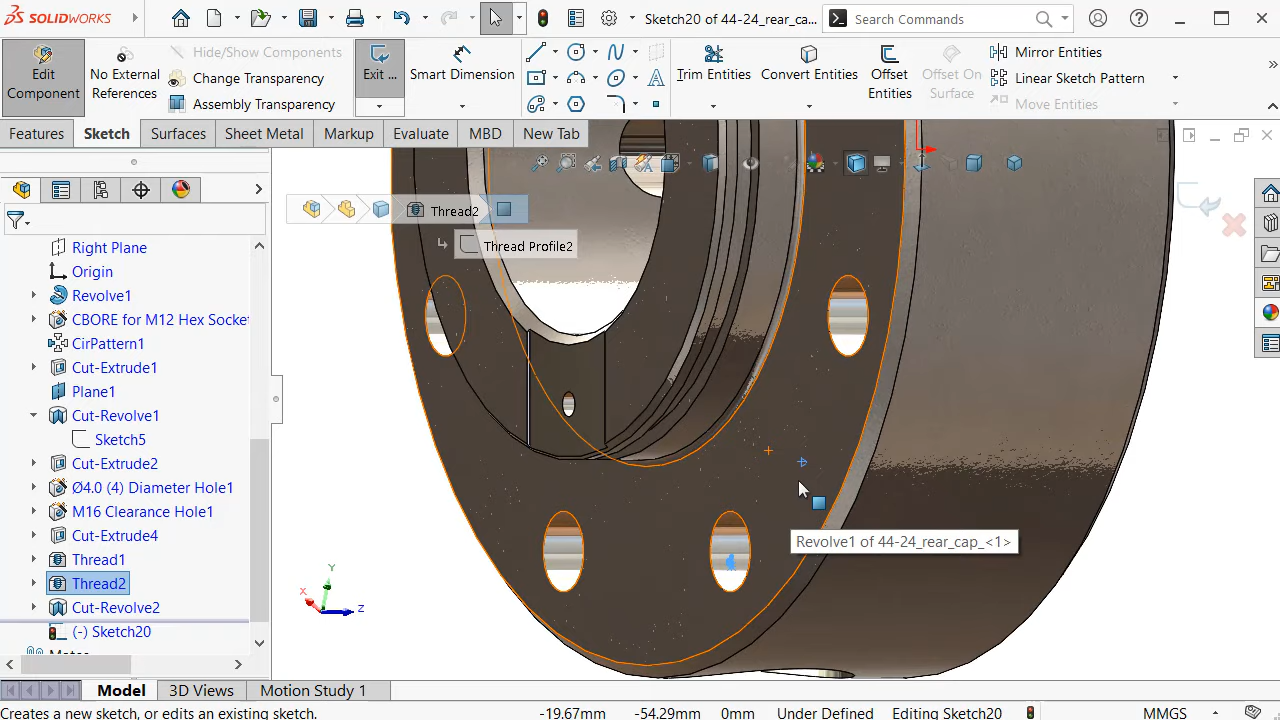 SOLIDWORKS
Sketch20 of 44-24_rear_ca...
Search Commands
Edit Component
No External References
Hide/Show Components
Change Transparency
Assembly Transparency
Exit ...
Smart Dimension
Trim Entities
Convert Entities
Offset Entities
Offset On Surface
Mirror Entities
Linear Sketch Pattern
Move Entities
Features
Sketch
Surfaces
Sheet Metal
Markup
Evaluate
MBD
New Tab
Thread2
Thread Profile2
Right Plane
Origin
Revolve1
CBORE for M12 Hex Socket
CirPattern1
Cut-Extrude1
Plane1
Cut-Revolve1
Sketch5
Cut-Extrude2
Ø4.0 (4) Diameter Hole1
M16 Clearance Hole1
Cut-Extrude4
Thread1
Thread2
Cut-Revolve2
(-) Sketch20
Revolve1 of 44-24_rear_cap_<1>
Y
X
Z
Model
3D Views
Motion Study 1
Creates a new sketch, or edits an existing sketch.
-19.67mm
-54.29mm
0mm
Under Defined
Editing Sketch20
MMGS